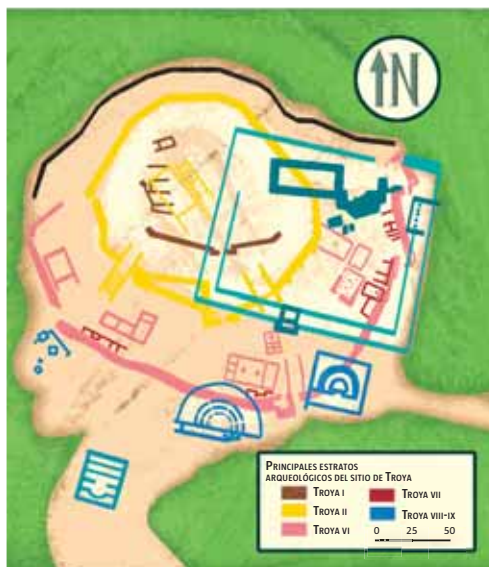 N
PRINCIPALES ESTRATOS
ARQUEOLÓGICOS DEL SITIO DE TROYA
TROYA I
TROYA II
TROYA VI
TROYA VII
TROYA VIII-IX
0 25 50